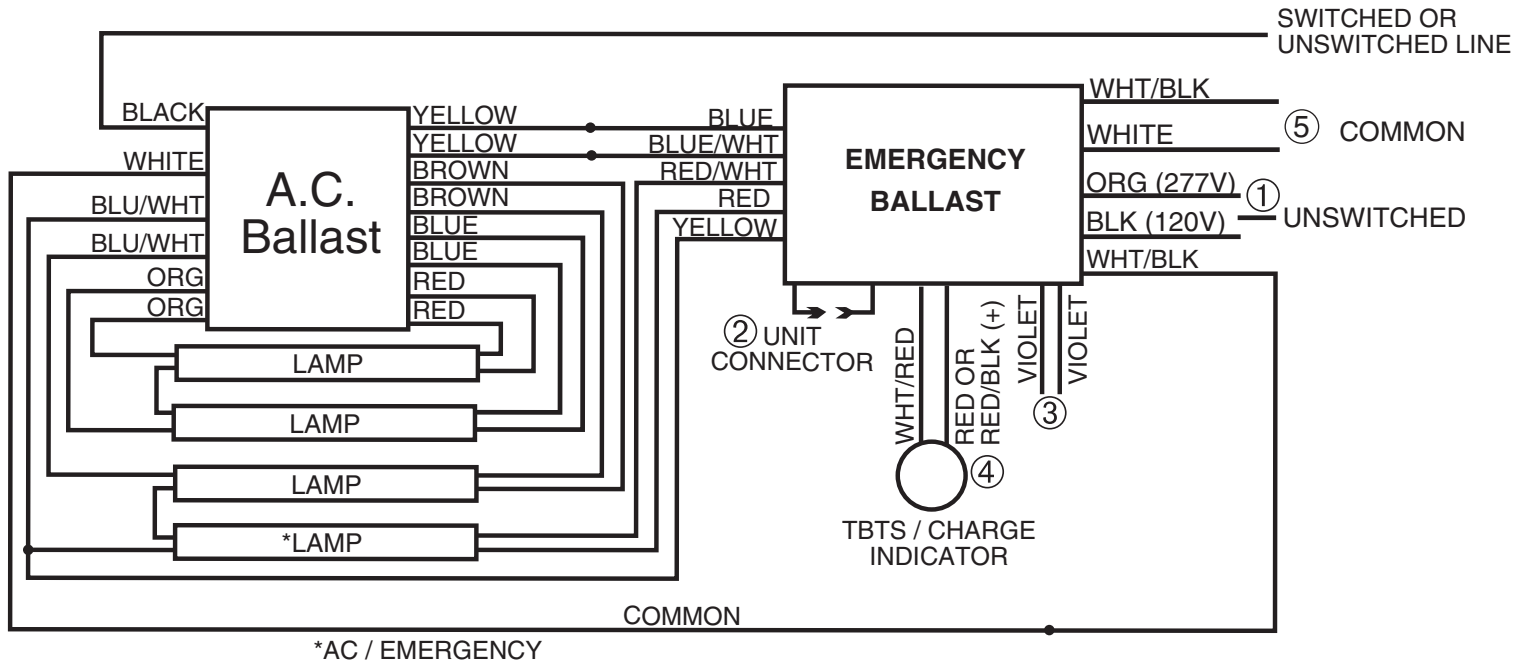 SWITCHED OR
UNSWITCHED LINE
BLACK
WHITE
BLU/WHT
BLU/WHT
ORG
ORG
A.C.
Ballast
YELLOW
YELLOW
BROWN
BROWN
BLUE
BLUE
RED
RED
BLUE
BLUE/WHT
RED/WHT
RED
YELLOW
EMERGENCY
BALLAST
WHT/BLK
WHITE
⑤ COMMON
ORG (277V)
①
BLK (120V)
UNSWITCHED
WHT/BLK
② UNIT
CONNECTOR
WHT/RED
RED OR
RED/BLK (+)
VIOLET
VIOLET
③
④
TBTS / CHARGE
INDICATOR
LAMP
LAMP
LAMP
*LAMP
COMMON
*AC / EMERGENCY